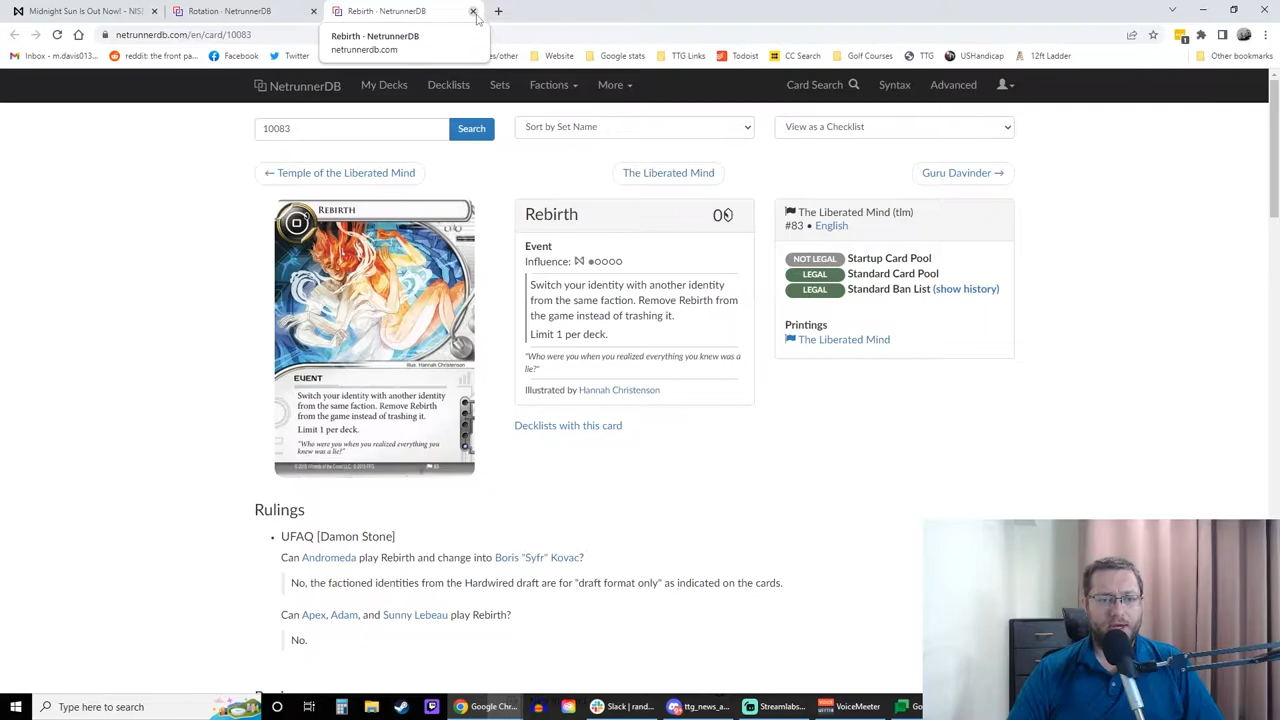 Midnight Sun Is Out Now! - NIS
Rotation · NetrunnerDB
Rebirth · NetrunnerDB
netrunnerdb.com/en/card/10083
Rebirth · NetrunnerDB
netrunnerdb.com
Inbox - m.davis013...
reddit: the front pa...
Facebook
Twitter
es/other
Website
Google stats
TTG Links
Todoist
CC Search
Golf Courses
TTG
USHandicap
12ft Ladder
Other bookmarks
NetrunnerDB
My Decks
Decklists
Sets
Factions
More
Card Search
Syntax
Advanced
10083
Search
Sort by Set Name
View as a Checklist
← Temple of the Liberated Mind
The Liberated Mind
Guru Davinder →
REBIRTH
Illus. Hannah Christenson
EVENT
Switch your identity with another identity
from the same faction. Remove Rebirth
from the game instead of trashing it.
Limit 1 per deck.
"Who were you when you realized everything you
knew was a lie?"
Rebirth
Event
Influence:
Switch your identity with another identity
from the same faction. Remove Rebirth
from the game instead of trashing it.
Limit 1 per deck.
"Who were you when you realized everything you knew was a
lie?"
Illustrated by Hannah Christenson
Decklists with this card
The Liberated Mind (tlm)
#83 • English
NOT LEGAL Startup Card Pool
LEGAL Standard Card Pool
LEGAL Standard Ban List (show history)
Printings
The Liberated Mind
Rulings
UFAQ [Damon Stone]
Can Andromeda play Rebirth and change into Boris "Syfr" Kovac?
No, the factioned identities from the Hardwired draft are for "draft format only" as indicated on the cards.
Can Apex, Adam, and Sunny Lebeau play Rebirth?
No.
Type here to search
Google Chr...
Slack | ran...
ttg_news_a...
Streamlabs...
VoiceMeeter
Go